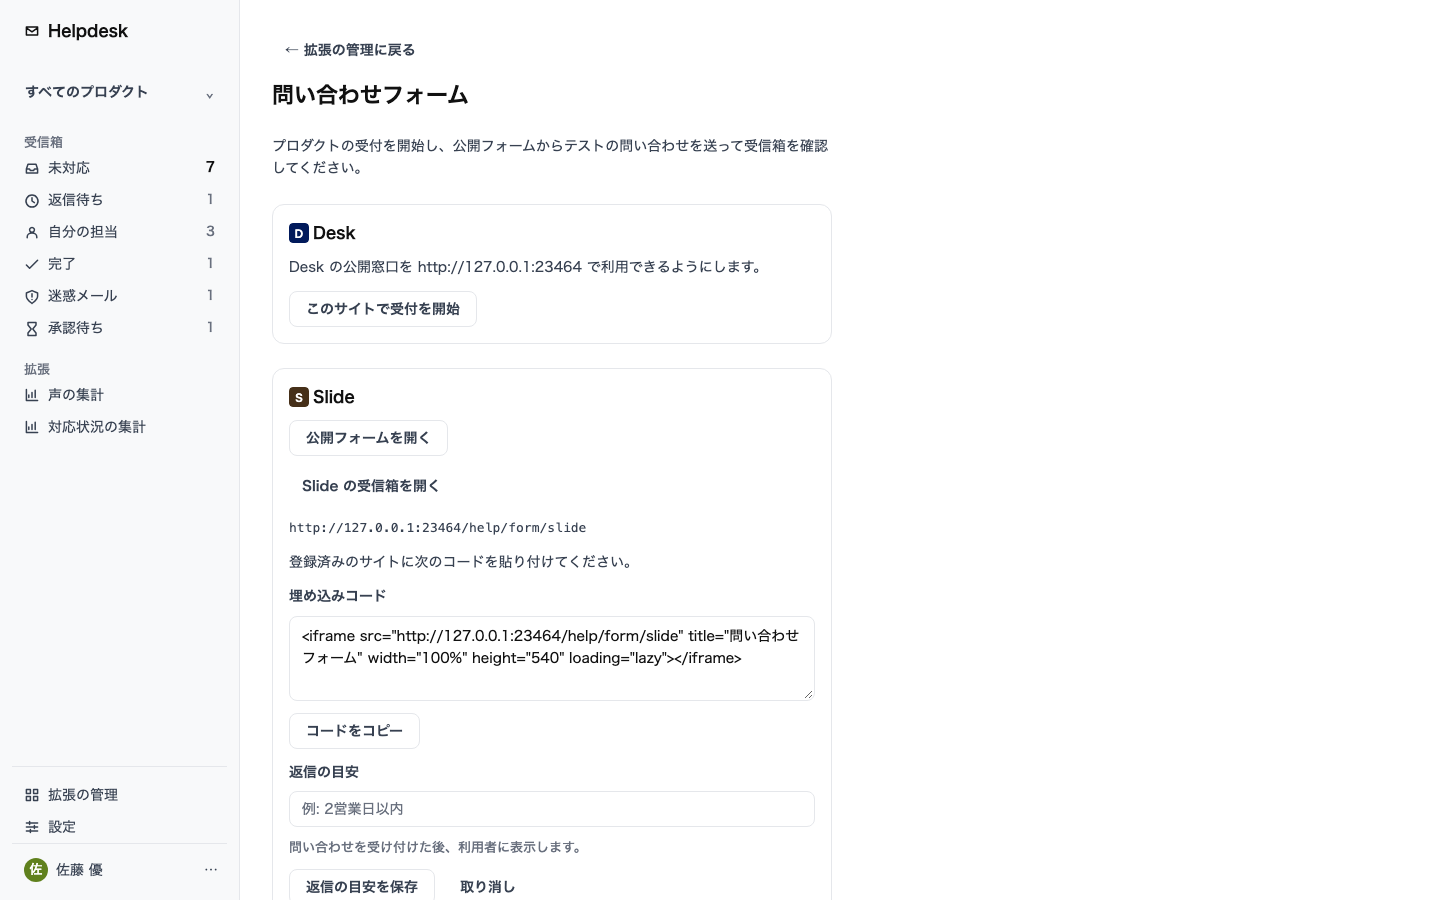 Helpdesk
すべてのプロダクト
受信箱
未対応 7
返信待ち 1
自分の担当 3
完了 1
迷惑メール 1
承認待ち 1
拡張
声の集計
対応状況の集計
拡張の管理
設定
佐 佐藤 優 …
← 拡張の管理に戻る
問い合わせフォーム
プロダクトの受付を開始し、公開フォームからテストの問い合わせを送って受信箱を確認
してください。
D Desk
Desk の公開窓口を http://127.0.0.1:23464 で利用できるようにします。
このサイトで受付を開始
S Slide
公開フォームを開く
Slide の受信箱を開く
http://127.0.0.1:23464/help/form/slide
登録済みのサイトに次のコードを貼り付けてください。
埋め込みコード
<iframe src="http://127.0.0.1:23464/help/form/slide" title="問い合わせ
フォーム" width="100%" height="540" loading="lazy"></iframe>
コードをコピー
返信の目安
例: 2営業日以内
問い合わせを受け付けた後、利用者に表示します。
返信の目安を保存 取り消し